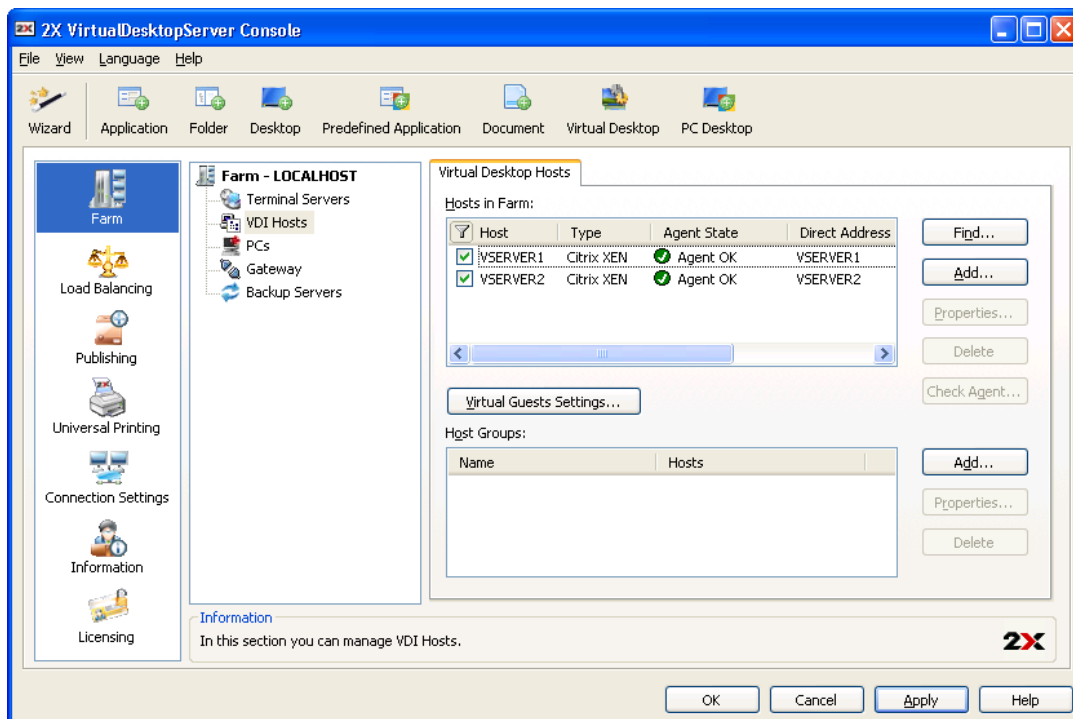 2X VirtualDesktopServer Console
File View Language Help
Wizard Application Folder Desktop Predefined Application Document Virtual Desktop PC Desktop
Farm
Load Balancing
Publishing
Universal Printing
Connection Settings
Information
Licensing
Farm - LOCALHOST
Terminal Servers
VDI Hosts
PCs
Gateway
Backup Servers
Virtual Desktop Hosts
Hosts in Farm:
Host Type Agent State Direct Address
VSERVER1 Citrix XEN Agent OK VSERVER1
VSERVER2 Citrix XEN Agent OK VSERVER2
Find...
Add...
Properties...
Delete
Check Agent...
Virtual Guests Settings...
Host Groups:
Name Hosts
Add...
Properties...
Delete
Information
In this section you can manage VDI Hosts.
2X
OK Cancel Apply Help